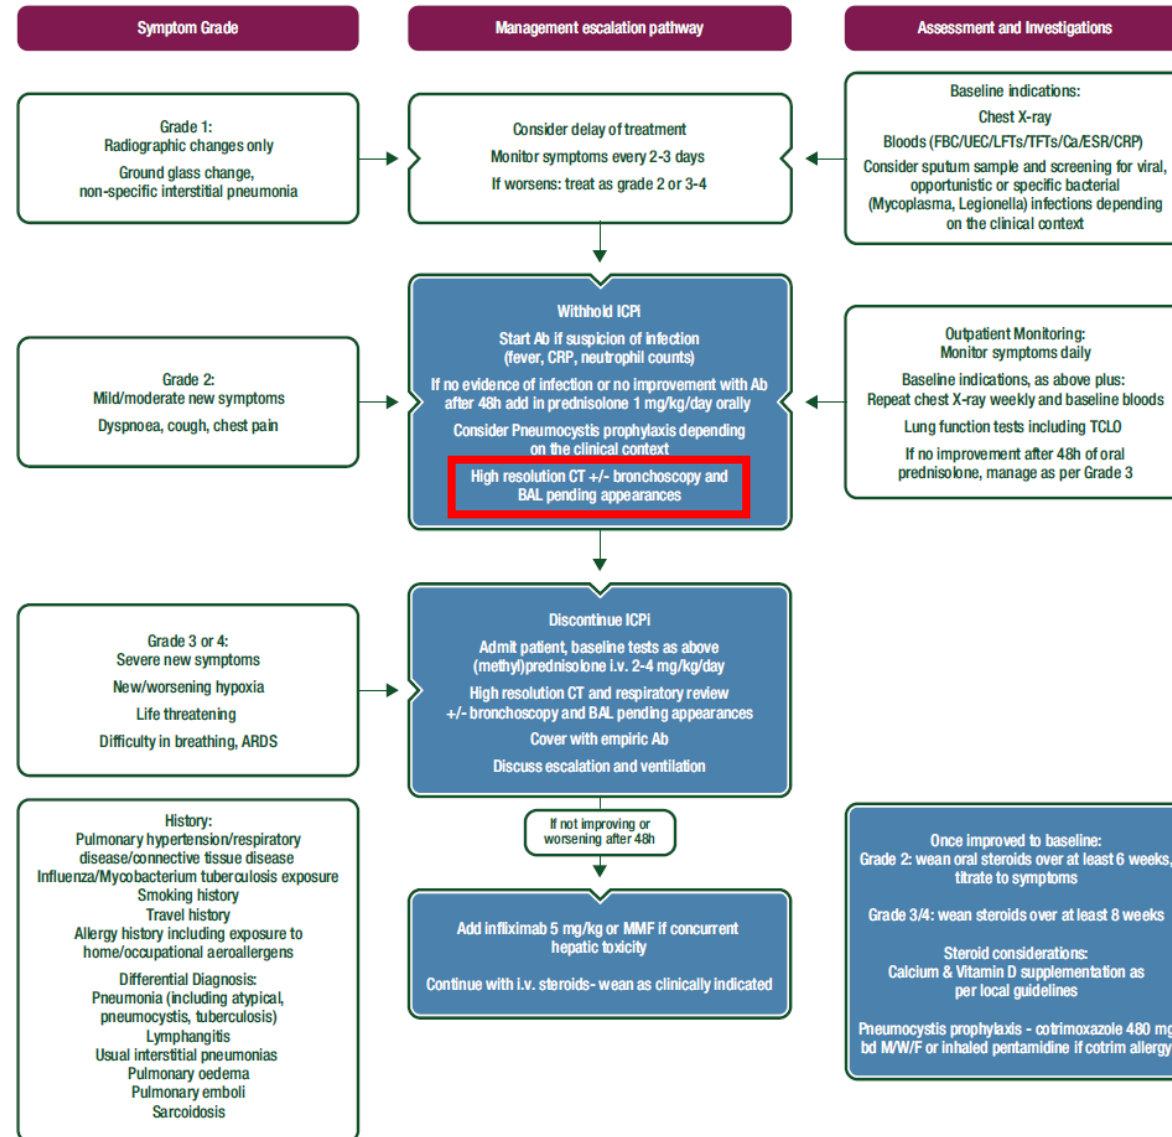 Symptom Grade
Management escalation pathway
Assessment and Investigations
Grade 1:
Radiographic changes only
Ground glass change,
non-specific interstitial pneumonia
Consider delay of treatment
Monitor symptoms every 2-3 days
If worsens: treat as grade 2 or 3-4
Baseline indications:
Chest X-ray
Bloods (FBC/UEC/LFTs/TFTs/Ca/ESR/CRP)
Consider sputum sample and screening for viral,
opportunistic or specific bacterial
(Mycoplasma, Legionella) infections depending
on the clinical context
Grade 2:
Mild/moderate new symptoms
Dyspnoea, cough, chest pain
Withhold ICPi
Start Ab if suspicion of infection
(fever, CRP, neutrophil counts)
If no evidence of infection or no improvement with Ab
after 48h add in prednisolone 1 mg/kg/day orally
Consider Pneumocystis prophylaxis depending
on the clinical context
High resolution CT +/- bronchoscopy and
BAL pending appearances
Outpatient Monitoring:
Monitor symptoms daily
Baseline indications, as above plus:
Repeat chest X-ray weekly and baseline bloods
Lung function tests including TCLO
If no improvement after 48h of oral
prednisolone, manage as per Grade 3
Grade 3 or 4:
Severe new symptoms
New/worsening hypoxia
Life threatening
Difficulty in breathing, ARDS
Discontinue ICPi
Admit patient, baseline tests as above
(methyl)prednisolone i.v. 2-4 mg/kg/day
High resolution CT and respiratory review
+/- bronchoscopy and BAL pending appearances
Cover with empiric Ab
Discuss escalation and ventilation
If not improving or
worsening after 48h
History:
Pulmonary hypertension/respiratory
disease/connective tissue disease
Influenza/Mycobacterium tuberculosis exposure
Smoking history
Travel history
Allergy history including exposure to
home/occupational aeroallergens
Differential Diagnosis:
Pneumonia (including atypical,
pneumocystis, tuberculosis)
Lymphangitis
Usual interstitial pneumonias
Pulmonary oedema
Pulmonary emboli
Sarcoidosis
Add infliximab 5 mg/kg or MMF if concurrent
hepatic toxicity
Continue with i.v. steroids- wean as clinically indicated
Once improved to baseline:
Grade 2: wean oral steroids over at least 6 weeks,
titrate to symptoms
Grade 3/4: wean steroids over at least 8 weeks
Steroid considerations:
Calcium & Vitamin D supplementation as
per local guidelines
Pneumocystis prophylaxis - cotrimoxazole 480 mg
bd M/W/F or inhaled pentamidine if cotrim allergy